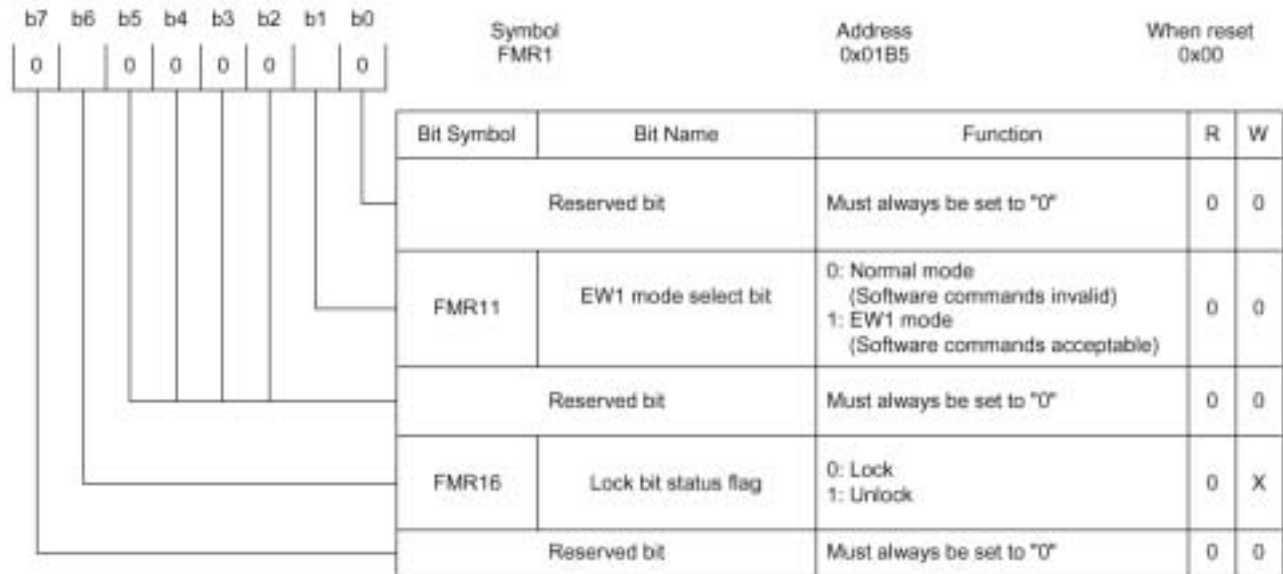 b7 b6 b5 b4 b3 b2 b1 b0
0 0 0 0 0 0
Symbol Address When reset
FMR1 0x01B5 0x00
Bit Symbol Bit Name Function R W
Reserved bit Must always be set to "0" 0 0
FMR11 EW1 mode select bit 0: Normal mode
(Software commands invalid)
1: EW1 mode
(Software commands acceptable) 0 0
Reserved bit Must always be set to "0" 0 0
FMR16 Lock bit status flag 0: Lock
1: Unlock 0 X
Reserved bit Must always be set to "0" 0 0